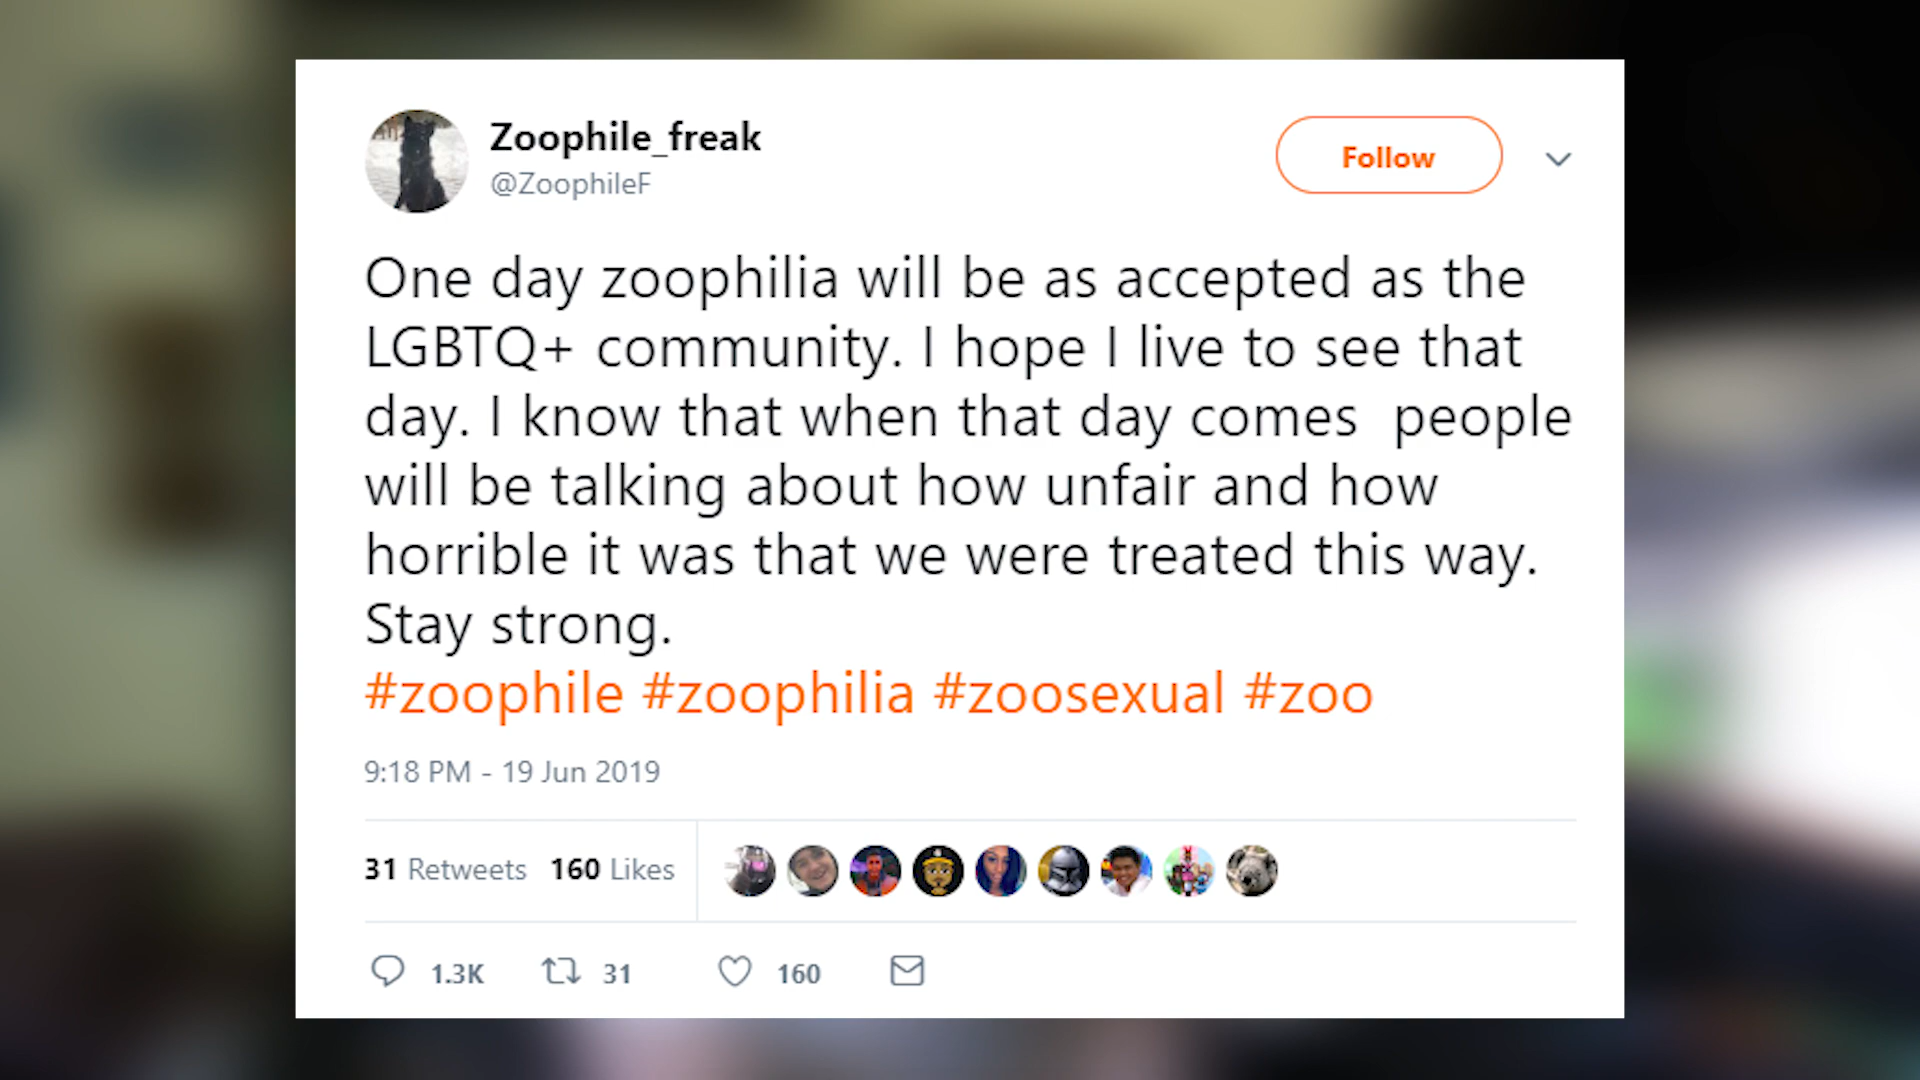 Zoophile_freak
@ZoophileF
Follow
One day zoophilia will be as accepted as the
LGBTQ+ community. I hope I live to see that
day. I know that when that day comes  people
will be talking about how unfair and how
horrible it was that we were treated this way.
Stay strong.
#zoophile #zoophilia #zoosexual #zoo
9:18 PM - 19 Jun 2019
31 Retweets 160 Likes
1.3K 31 160